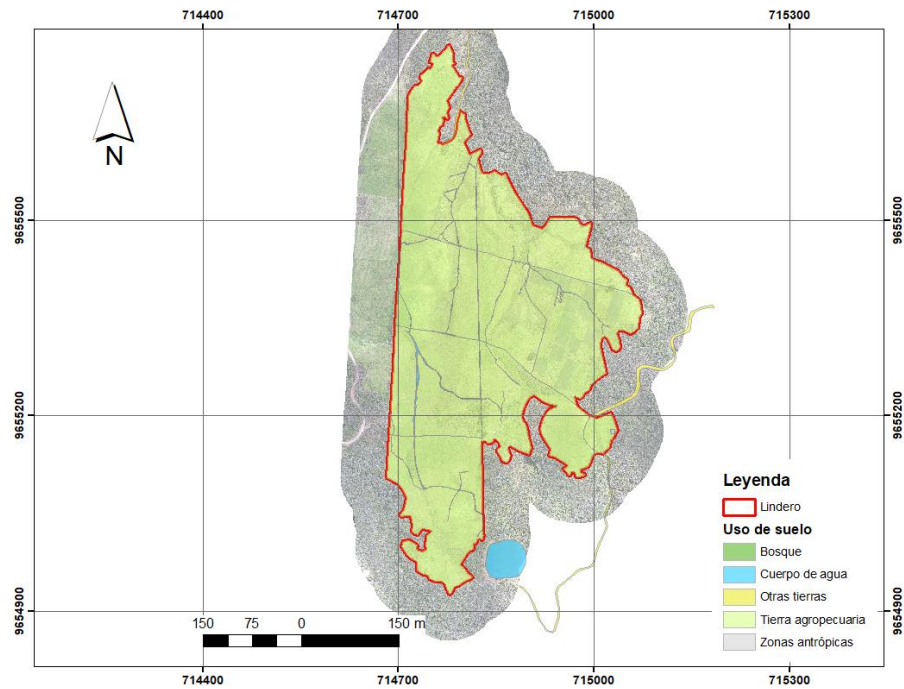 714400 714700 715000 715300
N
9655500 9655500
9655200 9655200
Leyenda
Lindero
Uso de suelo
Bosque
Cuerpo de agua
Otras tierras
Tierra agropecuaria
Zonas antrópicas
9654900 9654900
150 75 0 150 m
714400 714700 715000 715300